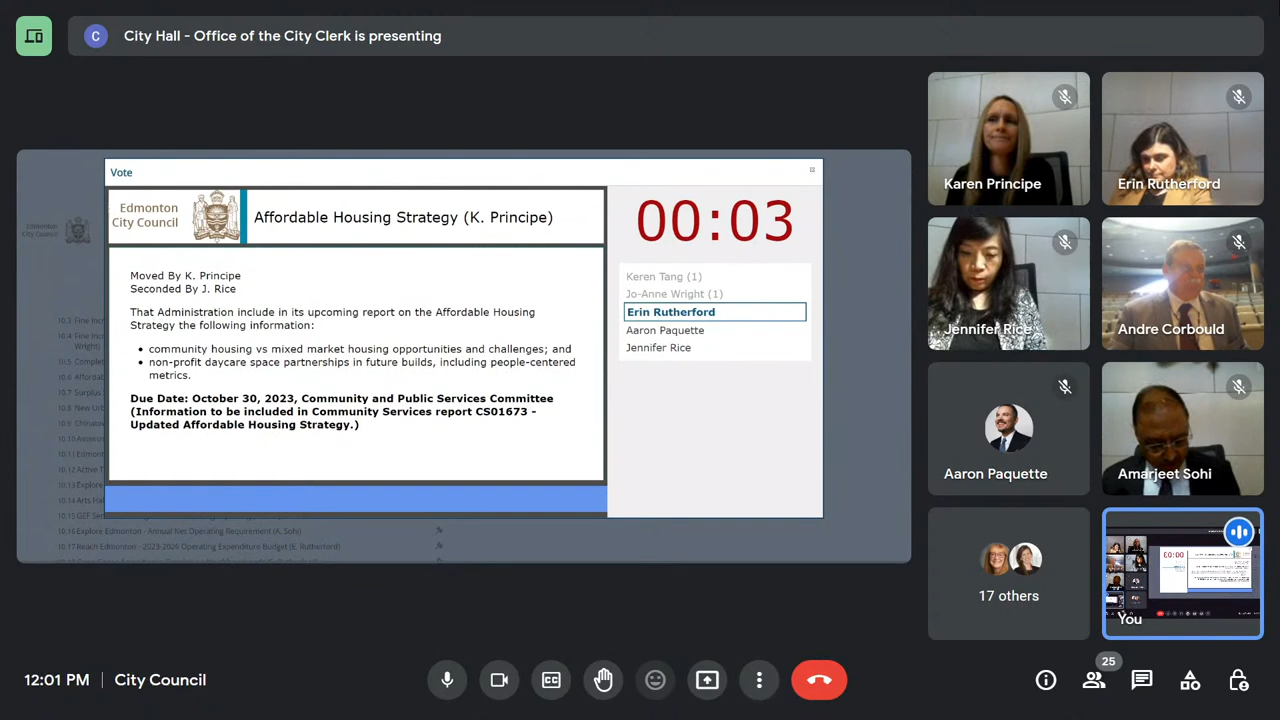 City Hall - Office of the City Clerk is presenting
C
Vote
Edmonton
City Council
Affordable Housing Strategy (K. Principe)
Moved By K. Principe
Seconded By J. Rice
That Administration include in its upcoming report on the Affordable Housing
Strategy the following information:
• community housing vs mixed market housing opportunities and challenges; and
• non-profit daycare space partnerships in future builds, including people-centered
metrics.
Due Date: October 30, 2023, Community and Public Services Committee
(Information to be included in Community Services report CS01673 -
Updated Affordable Housing Strategy.)
00:03
Keren Tang (1)
Jo-Anne Wright (1)
Erin Rutherford
Aaron Paquette
Jennifer Rice
10.16 Explore Edmonton - Annual Net Operating Requirement (A. Sohi)
10.17 Reach Edmonton - 2023-2026 Operating Expenditure Budget (E. Rutherford)
Karen Principe
Erin Rutherford
Jennifer Rice
Andre Corbould
Aaron Paquette
Amarjeet Sohi
17 others
You
12:01 PM
City Council
25